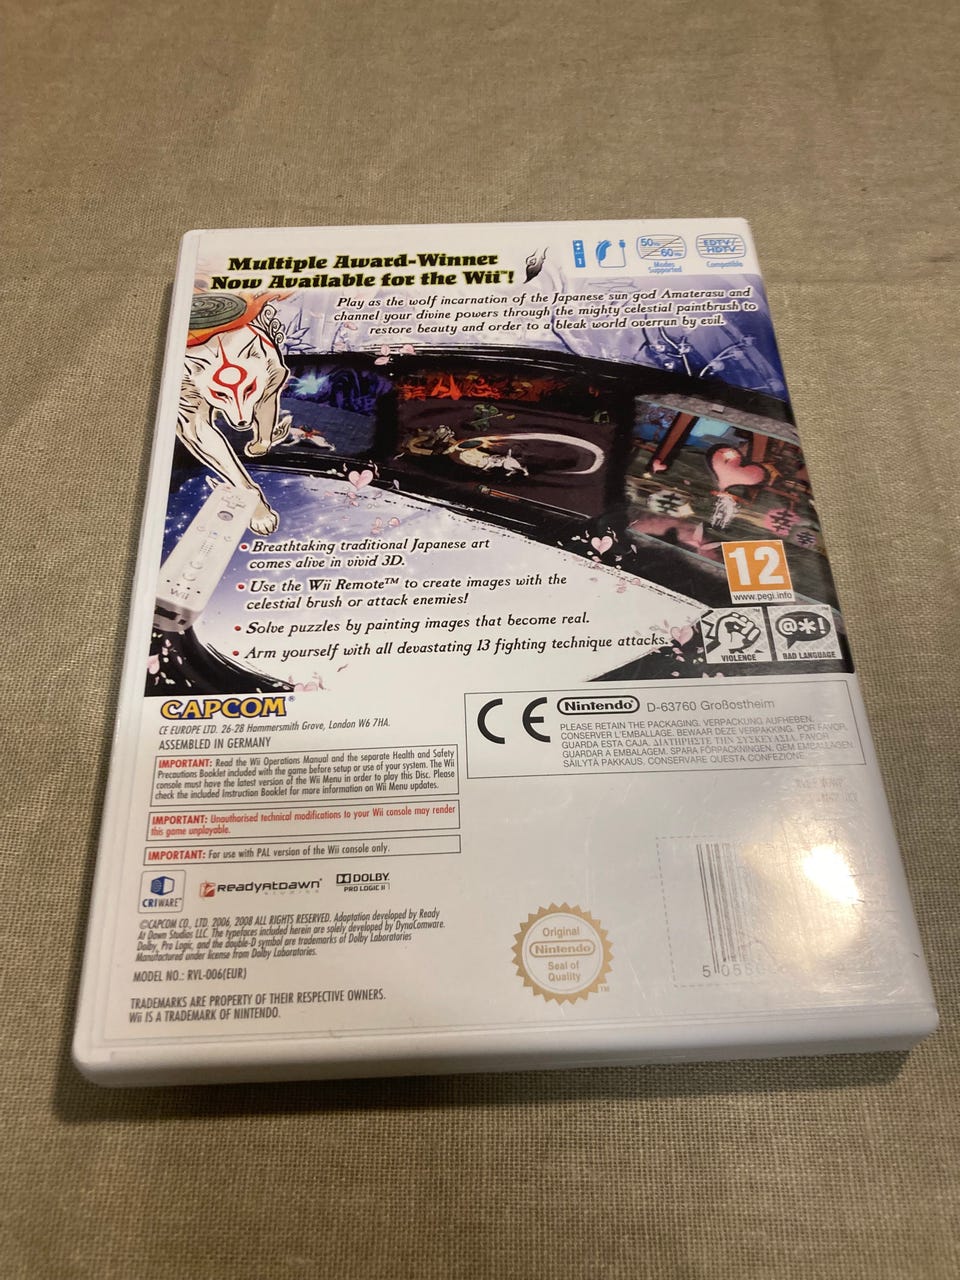 Multiple Award-Winner
Now Available for the Wii™!
1
50Hz
60Hz
Modes
Supported
EDTV/
HDTV
Compatible
Play as the wolf incarnation of the Japanese sun god Amaterasu and
channel your divine powers through the mighty celestial paintbrush to
restore beauty and order to a bleak world overrun by evil.
Wii
• Breathtaking traditional Japanese art
comes alive in vivid 3D.
• Use the Wii Remote™ to create images with the
celestial brush or attack enemies!
• Solve puzzles by painting images that become real.
• Arm yourself with all devastating 13 fighting technique attacks.
12
www.pegi.info
VIOLENCE
@*!
BAD LANGUAGE
CAPCOM®
CE EUROPE LTD. 26-28 Hammersmith Grove, London W6 7HA.
ASSEMBLED IN GERMANY
IMPORTANT: Read the Wii Operations Manual and the separate Health and Safety
Precautions Booklet included with the game before setup or use of your system. The Wii
console must have the latest version of the Wii Menu in order to play this Disc. Please
check the included Instruction Booklet for more information on Wii Menu updates.
IMPORTANT: Unauthorised technical modifications to your Wii console may render
this game unplayable.
IMPORTANT: For use with PAL version of the Wii console only.
CE Nintendo® D-63760 Großostheim
PLEASE RETAIN THE PACKAGING. VERPACKUNG AUFHEBEN.
CONSERVER L'EMBALLAGE. BEWAAR DEZE VERPAKKING. POR FAVOR,
GUARDA ESTA CAJA. ΔΙΑΤΗΡΗΣΤΕ ΤΗΝ ΣΥΣΚΕΥΑΣΙΑ. FAVOR
GUARDAR A EMBALAGEM. SPARA FÖRPACKNINGEN. GEM EMBALLAGEN
SÄILYTÄ PAKKAUS. CONSERVARE QUESTA CONFEZIONE.
CRIWARE™
READYATDAWN®
STUDIOS
DOLBY
PRO LOGIC II
©CAPCOM CO., LTD. 2006, 2008 ALL RIGHTS RESERVED. Adaptation developed by Ready
At Dawn Studios LLC. The typefaces included herein are solely developed by DynaComware.
Dolby, Pro Logic, and the double-D symbol are trademarks of Dolby Laboratories
Manufactured under license from Dolby Laboratories.
MODEL NO.: RVL-006(EUR)
TRADEMARKS ARE PROPERTY OF THEIR RESPECTIVE OWNERS.
Wii IS A TRADEMARK OF NINTENDO.
Original
Nintendo®
Seal of
Quality
™